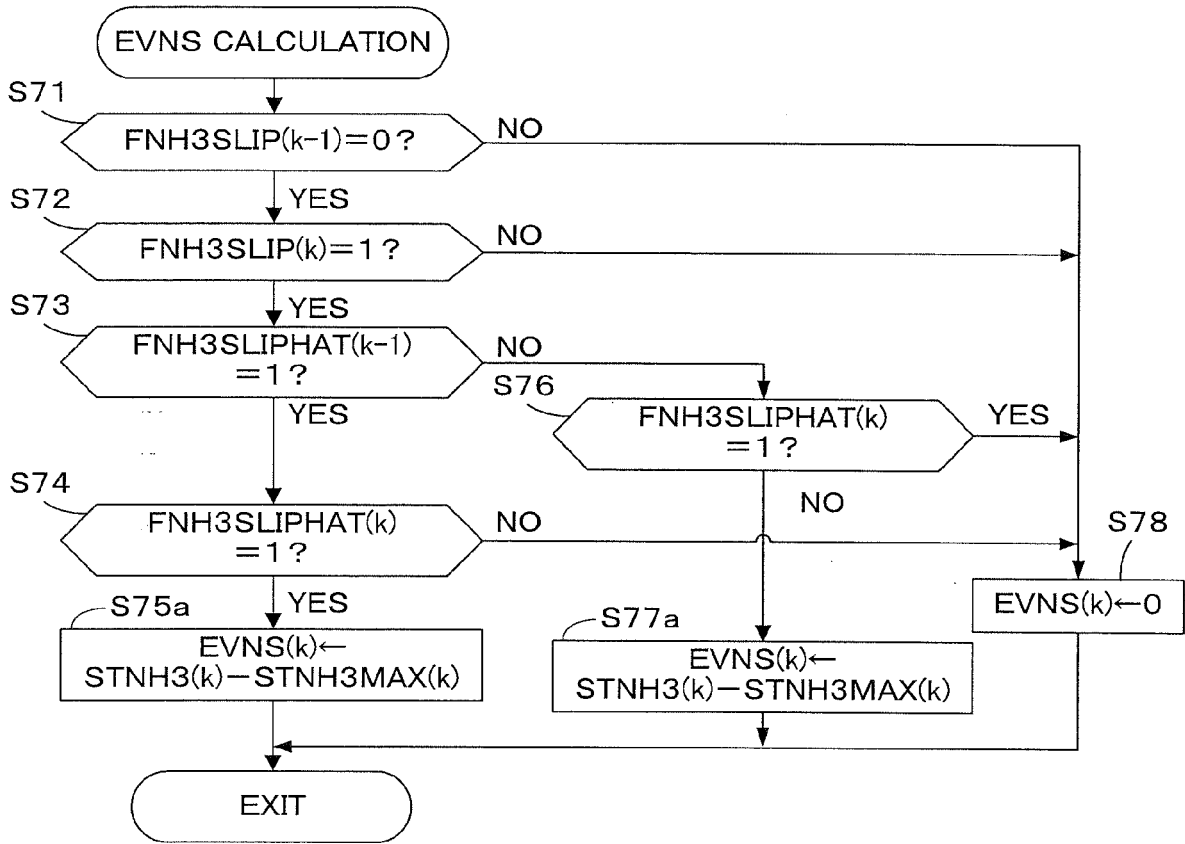 EVNS CALCULATION
S71
FNH3SLIP(k-1)=0?
NO
YES
S72
FNH3SLIP(k)=1?
NO
YES
S73
FNH3SLIPHAT(k-1)
=1?
NO
YES
S76
FNH3SLIPHAT(k)
=1?
YES
NO
S74
FNH3SLIPHAT(k)
=1?
NO
YES
S78
EVNS(k)←0
S75a
EVNS(k)←
STNH3(k)−STNH3MAX(k)
S77a
EVNS(k)←
STNH3(k)−STNH3MAX(k)
EXIT